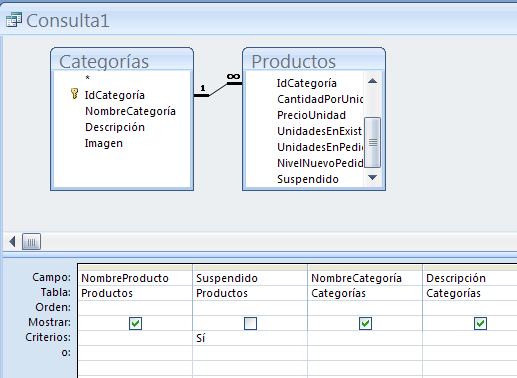 Consulta1
Categorías
*
IdCategoría
NombreCategoría
Descripción
Imagen
1
∞
Productos
IdCategoría
CantidadPorUnic
PrecioUnidad
UnidadesEnExist
UnidadesEnPedic
NivelNuevoPedid
Suspendido
Campo: NombreProducto Suspendido NombreCategoría Descripción
Tabla: Productos Productos Categorías Categorías
Orden:
Mostrar:
Criterios: Sí
o: